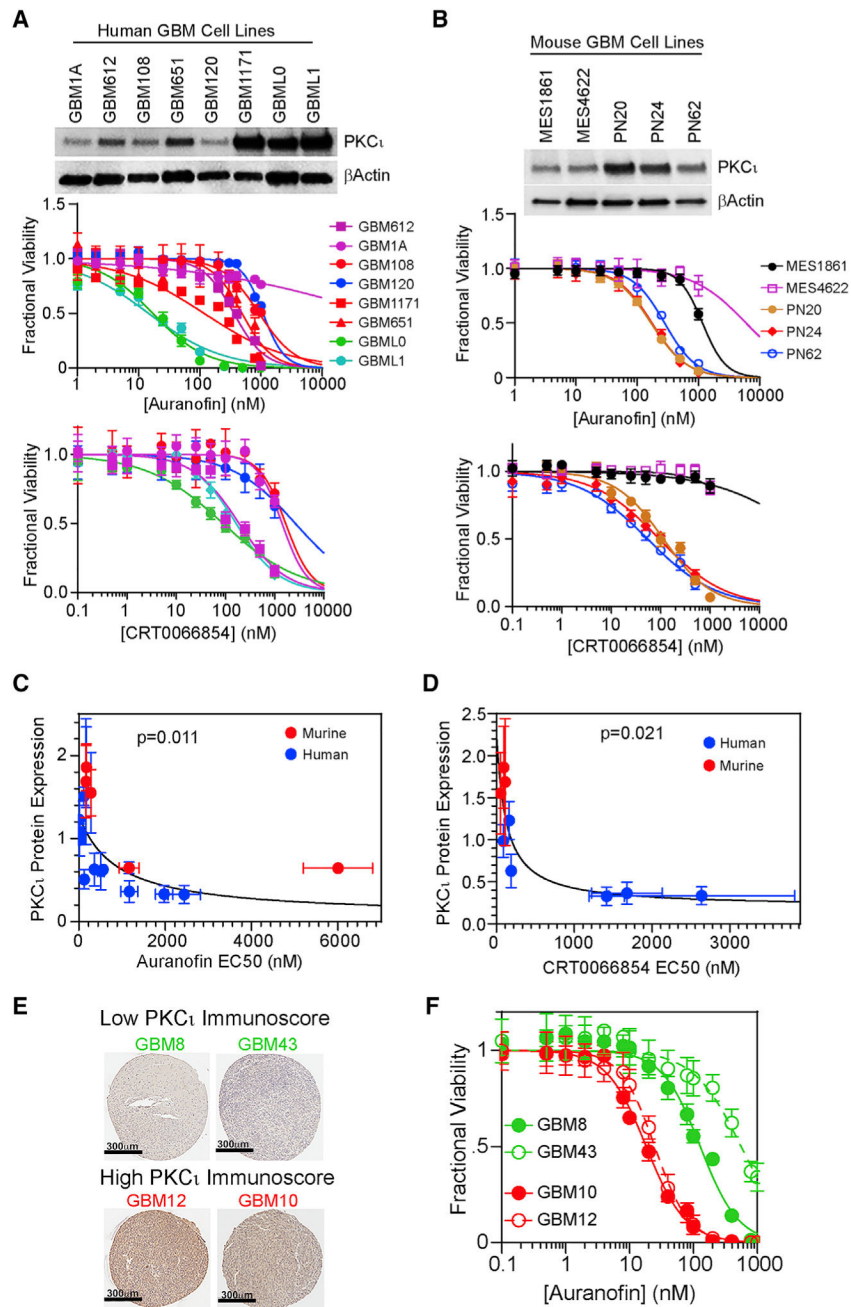 A
Human GBM Cell Lines
GBM1A
GBM612
GBM108
GBM651
GBM120
GBM1171
GBML0
GBML1
PKCι
βActin
1.5
1.0
0.5
0
Fractional Viability
1
10
100
1000
10000
[Auranofin] (nM)
GBM612
GBM1A
GBM108
GBM120
GBM1171
GBM651
GBML0
GBML1
1.0
0.5
0.0
Fractional Viability
0.1
1
10
100
1000
10000
[CRT0066854] (nM)
B
Mouse GBM Cell Lines
MES1861
MES4622
PN20
PN24
PN62
PKCι
βActin
1.5
1.0
0.5
0
Fractional Viability
1
10
100
1000
10000
[Auranofin] (nM)
MES1861
MES4622
PN20
PN24
PN62
1.0
0.5
0.0
Fractional Viability
0.1
1
10
100
1000
10000
[CRT0066854] (nM)
C
p=0.011
Murine
Human
2
1
0
PKCι Protein Expression
0
2000
4000
6000
Auranofin EC50 (nM)
D
p=0.021
Human
Murine
2.5
2.0
1.5
1.0
0.5
0.0
PKCι Protein Expression
0
1000
2000
3000
CRT0066854 EC50 (nM)
E
Low PKCι Immunoscore
GBM8
GBM43
300μm
300μm
High PKCι Immunoscore
GBM12
GBM10
300μm
300μm
F
1
.5
0
Fractional Viability
GBM8
GBM43
GBM10
GBM12
0.1
1
10
100
1000
[Auranofin] (nM)